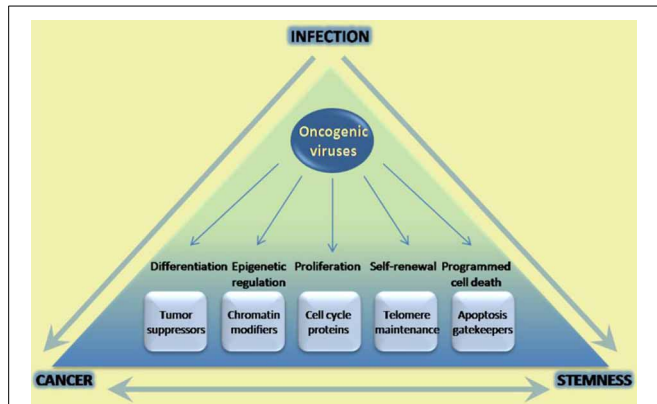 INFECTION
Oncogenic
viruses
Differentiation Epigenetic Proliferation Self-renewal Programmed
regulation cell death
Tumor Chromatin Cell cycle Telomere Apoptosis
suppressors modifiers proteins maintenance gatekeepers
CANCER STEMNESS